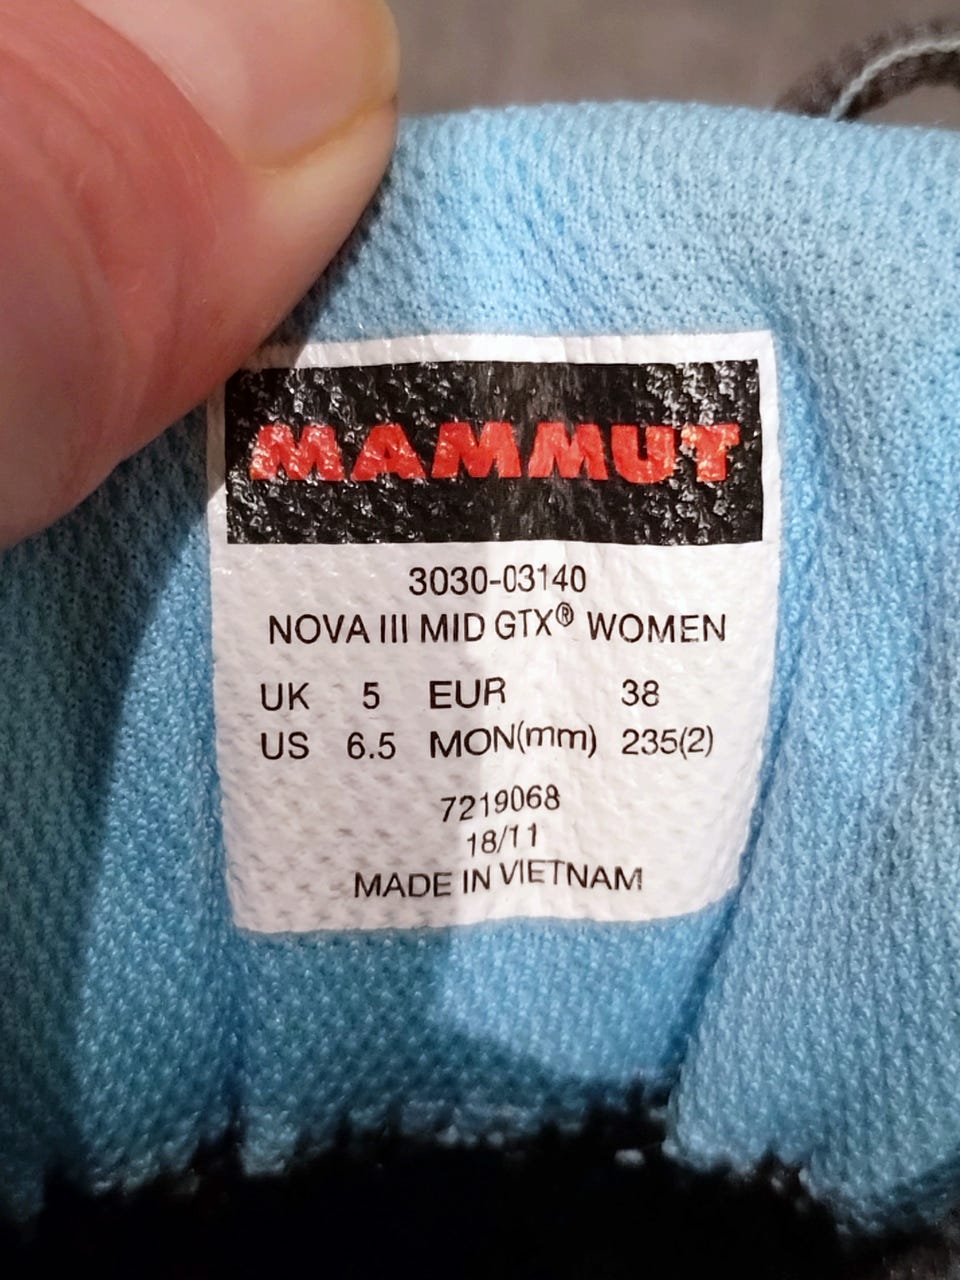 MAMMUT
3030-03140
NOVA III MID GTX® WOMEN
UK 5 EUR 38
US 6.5 MON(mm) 235(2)
7219068
18/11
MADE IN VIETNAM